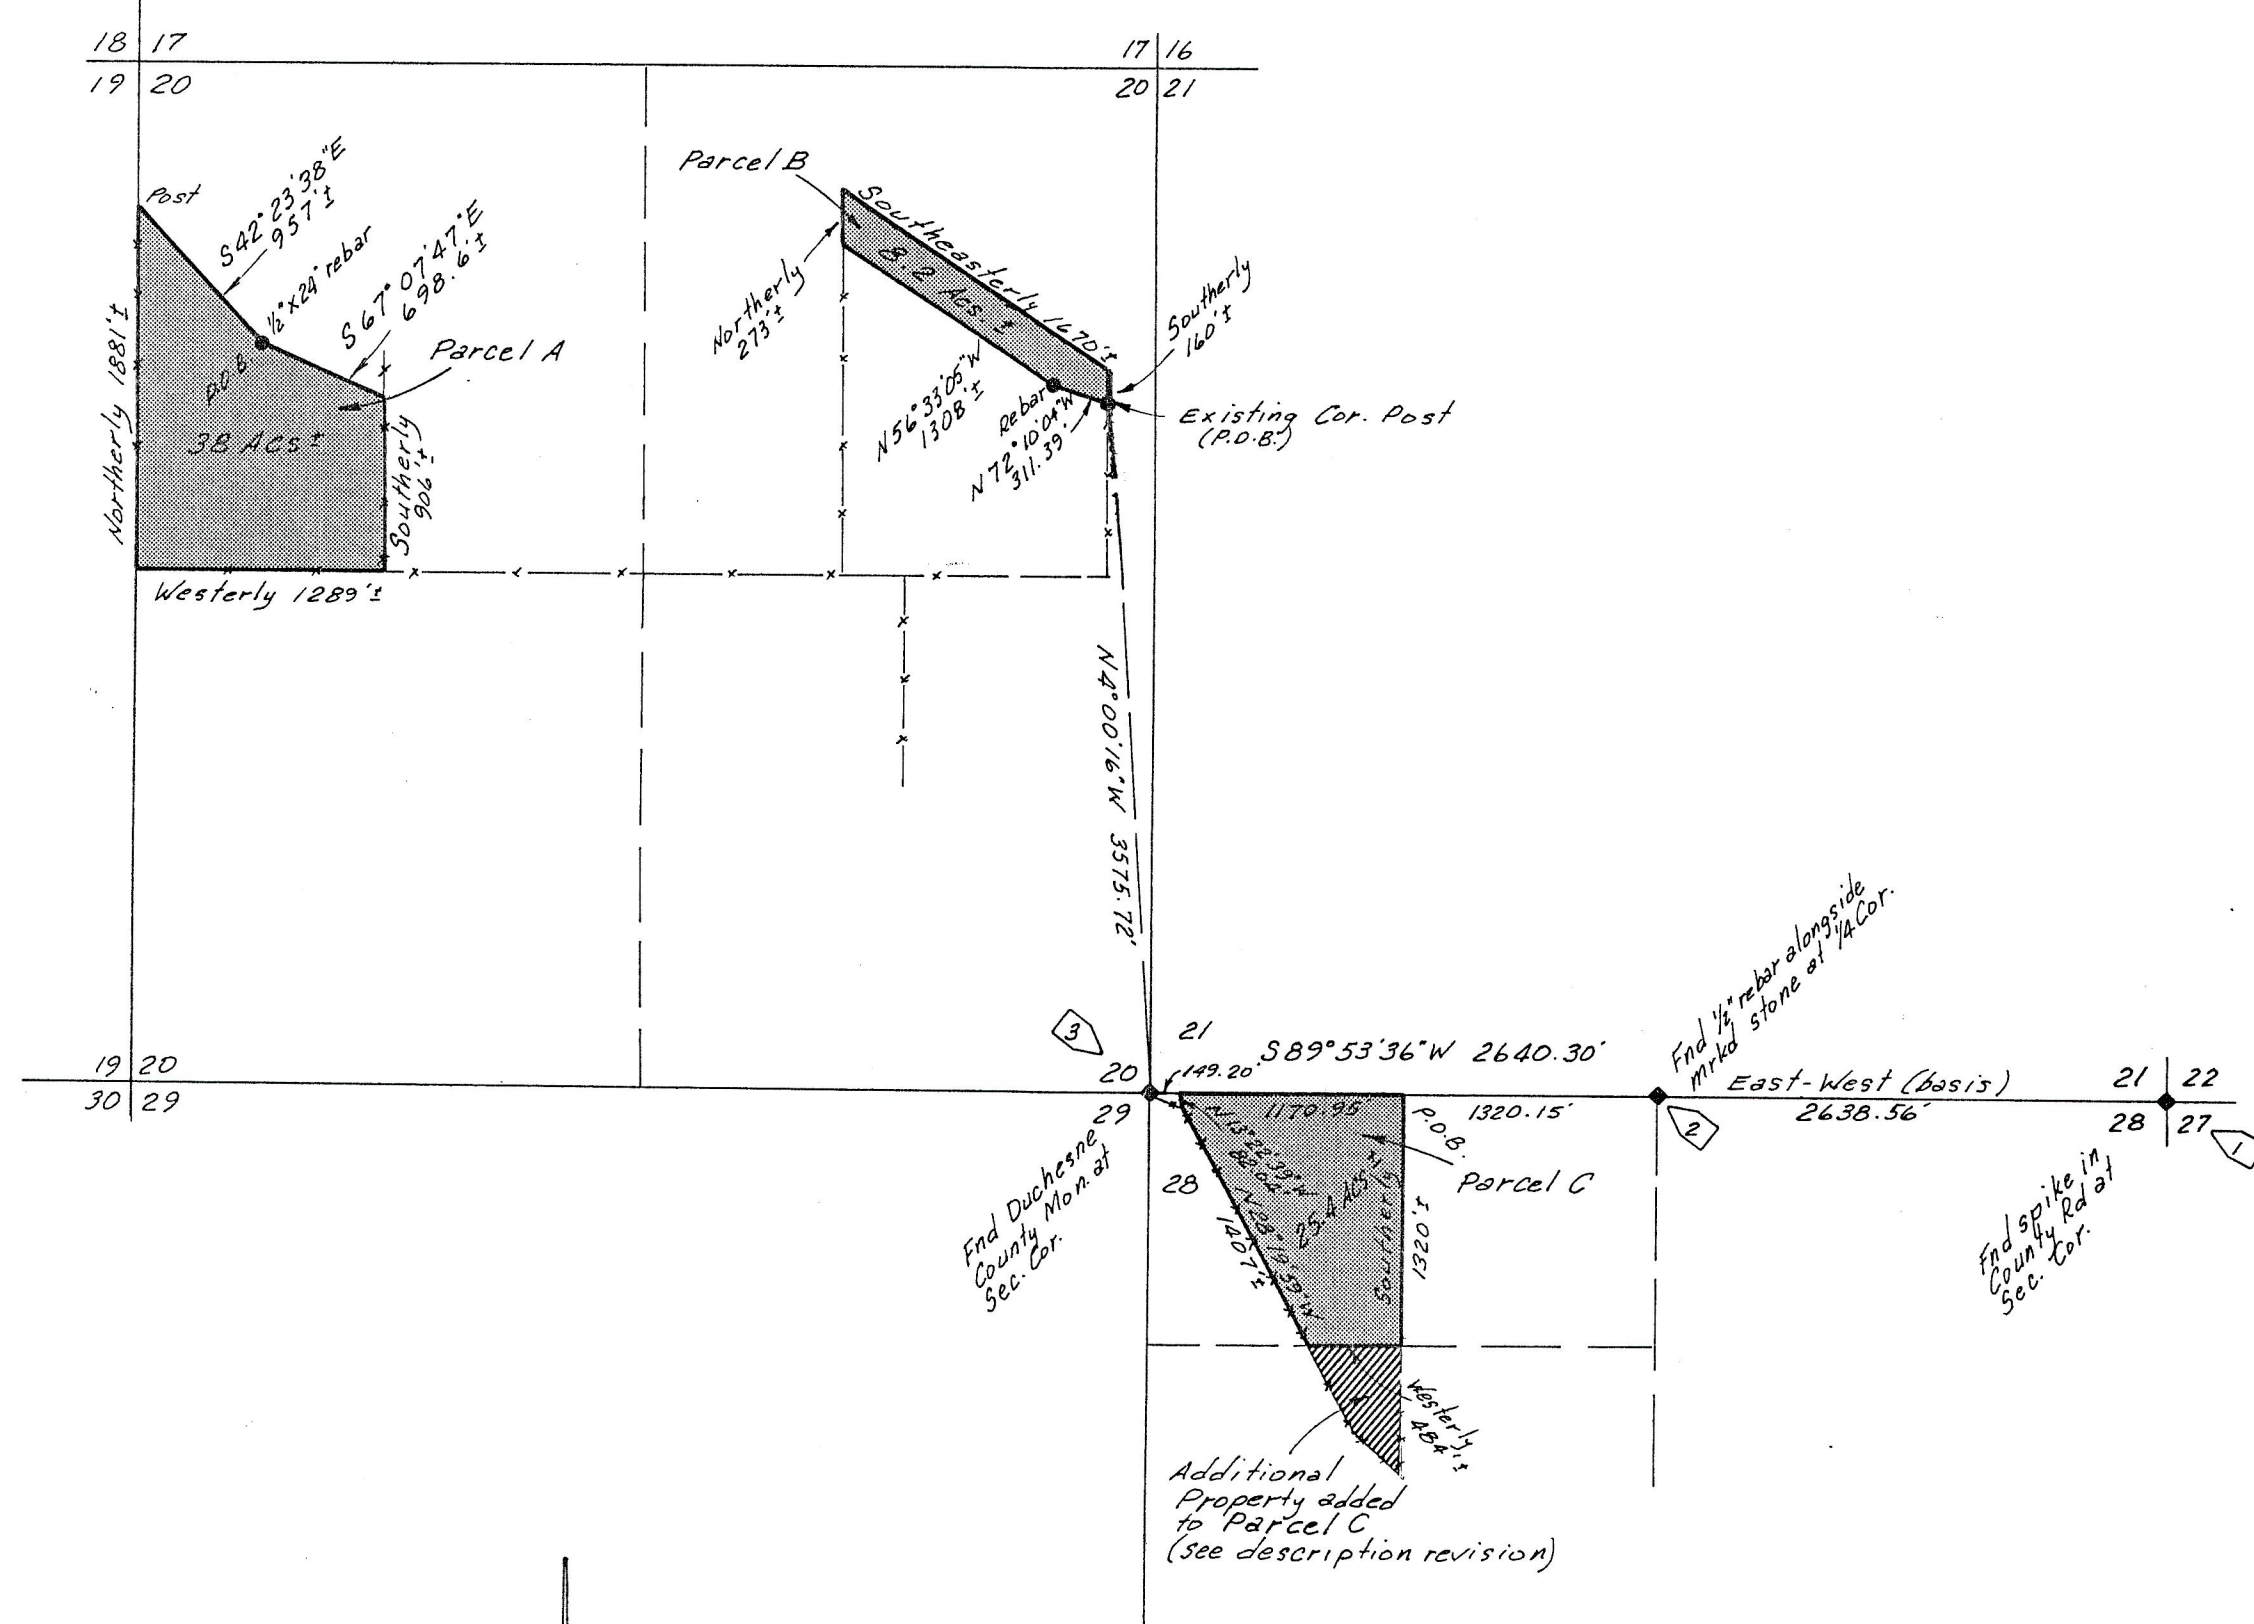 18 17
17 16
19 20
20 21
Post
S42°23'38"E
957'±
1/2"x24" rebar
S67°07'47"E
698.6'±
P.O.B
Parcel A
38 Acs ±
Northerly 1881'±
Southerly
906'±
Westerly 1289'±
Parcel B
Southeasterly 1670'±
8.2 Acs. ±
Northerly
273'±
N56°33'05"W
1308'±
Rebar
N72°10'04"W
311.39'
Southerly
160'±
Existing Cor. Post
(P.O.B.)
N4°00'16"W 3575.72'
19 20
30 29
3
21
20
29
28
S89°53'36"W 2640.30'
149.20'
1170.95'
1320.15'
P.O.B.
Fnd 1/2" rebar alongside
mrkd stone at 1/4 Cor.
East-West (basis)
2638.56'
2
21 22
28 27
1
Fnd Duchesne
County Mon. at
Sec. Cor.
82.04'
N28°19'59"W
1407'±
25.4 Acs ±
Southerly
1320'±
Parcel C
Fnd spike in
County Rd at
Sec. Cor.
Westerly
484'±
Additional
Property added
to Parcel C
(see description revision)